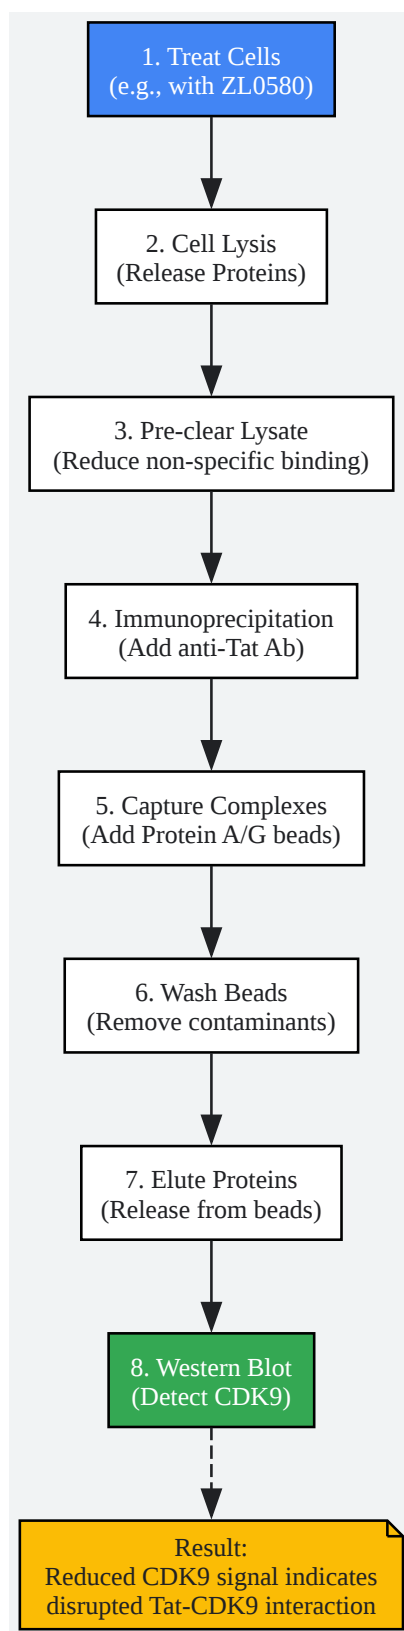 1. Treat Cells
(e.g., with ZL0580)
2. Cell Lysis
(Release Proteins)
3. Pre-clear Lysate
(Reduce non-specific binding)
4. Immunoprecipitation
(Add anti-Tat Ab)
5. Capture Complexes
(Add Protein A/G beads)
6. Wash Beads
(Remove contaminants)
7. Elute Proteins
(Release from beads)
8. Western Blot
(Detect CDK9)
Result:
Reduced CDK9 signal indicates
disrupted Tat-CDK9 interaction